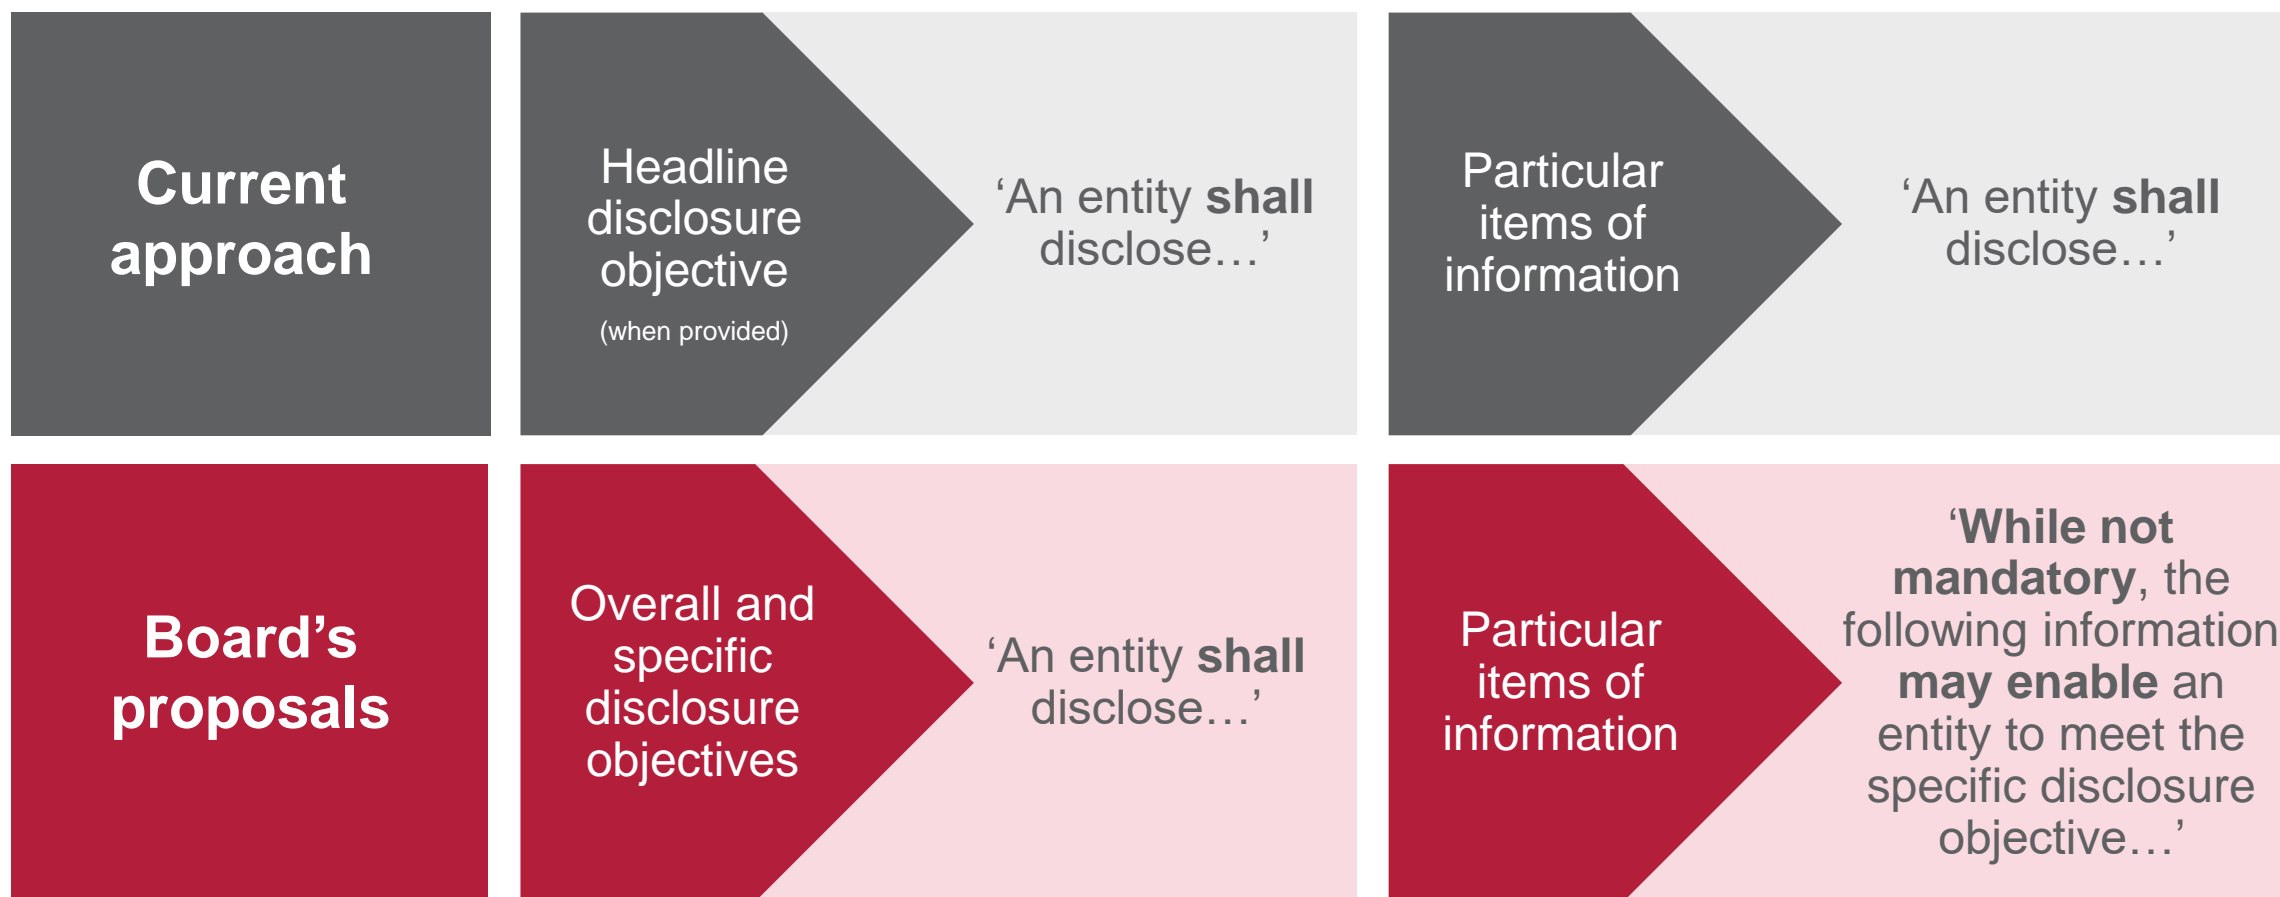 Current
approach
Headline
disclosure
objective
(when provided)
‘An entity shall
disclose…’
Particular
items of
information
‘An entity shall
disclose…’
Board’s
proposals
Overall and
specific
disclosure
objectives
‘An entity shall
disclose…’
Particular
items of
information
‘While not
mandatory, the
following information
may enable an
entity to meet the
specific disclosure
objective…’